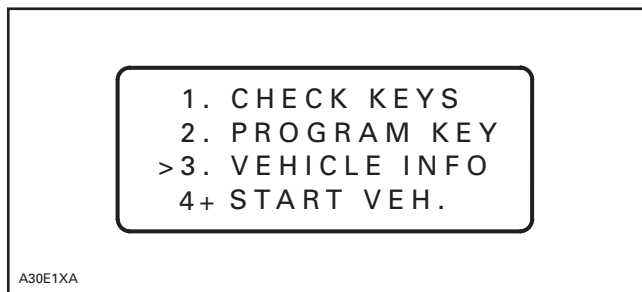 1. CHECK KEYS
2. PROGRAM KEY
>3. VEHICLE INFO
4+ START VEH.
A30E1XA